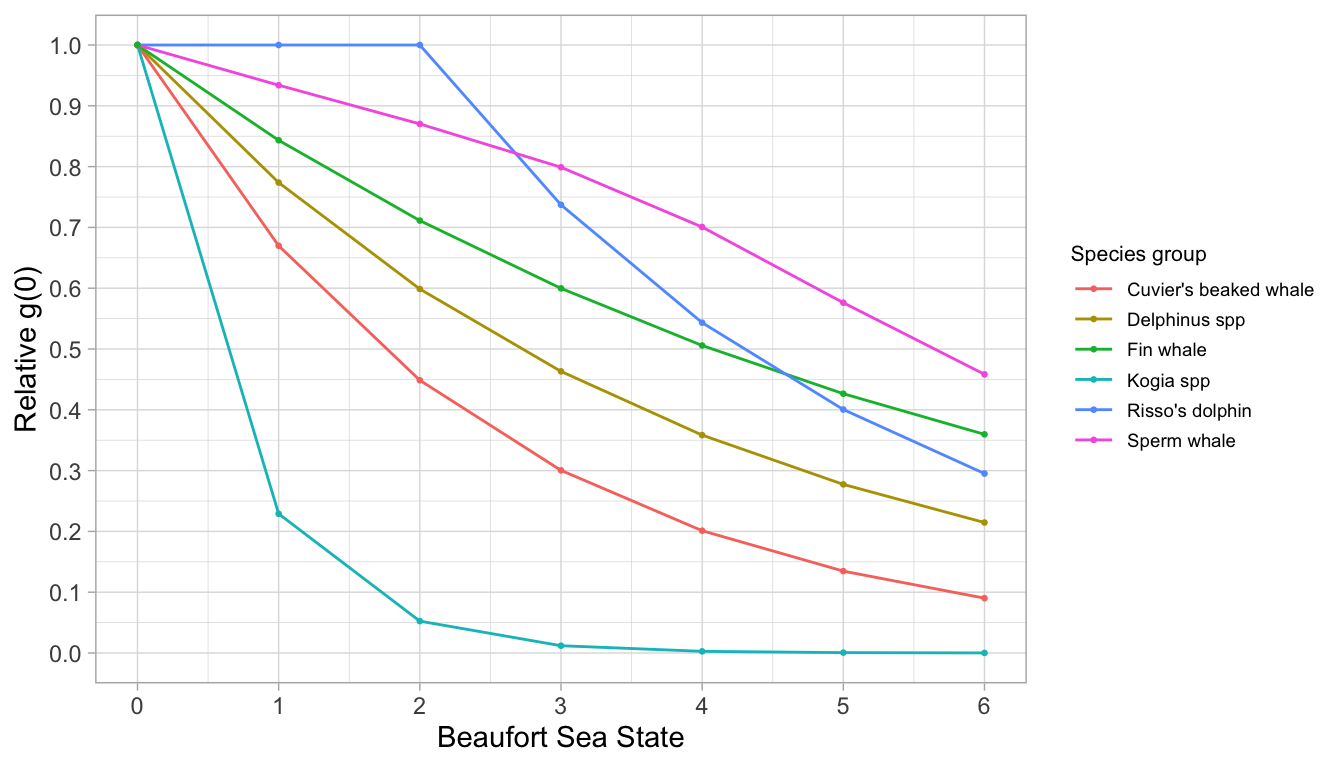 1.0
0.9
0.8
0.7
0.6
0.5
0.4
0.3
0.2
0.1
0.0
Relative g(0)
0 1 2 3 4 5 6
Beaufort Sea State
Species group
Cuvier's beaked whale
Delphinus spp
Fin whale
Kogia spp
Risso's dolphin
Sperm whale